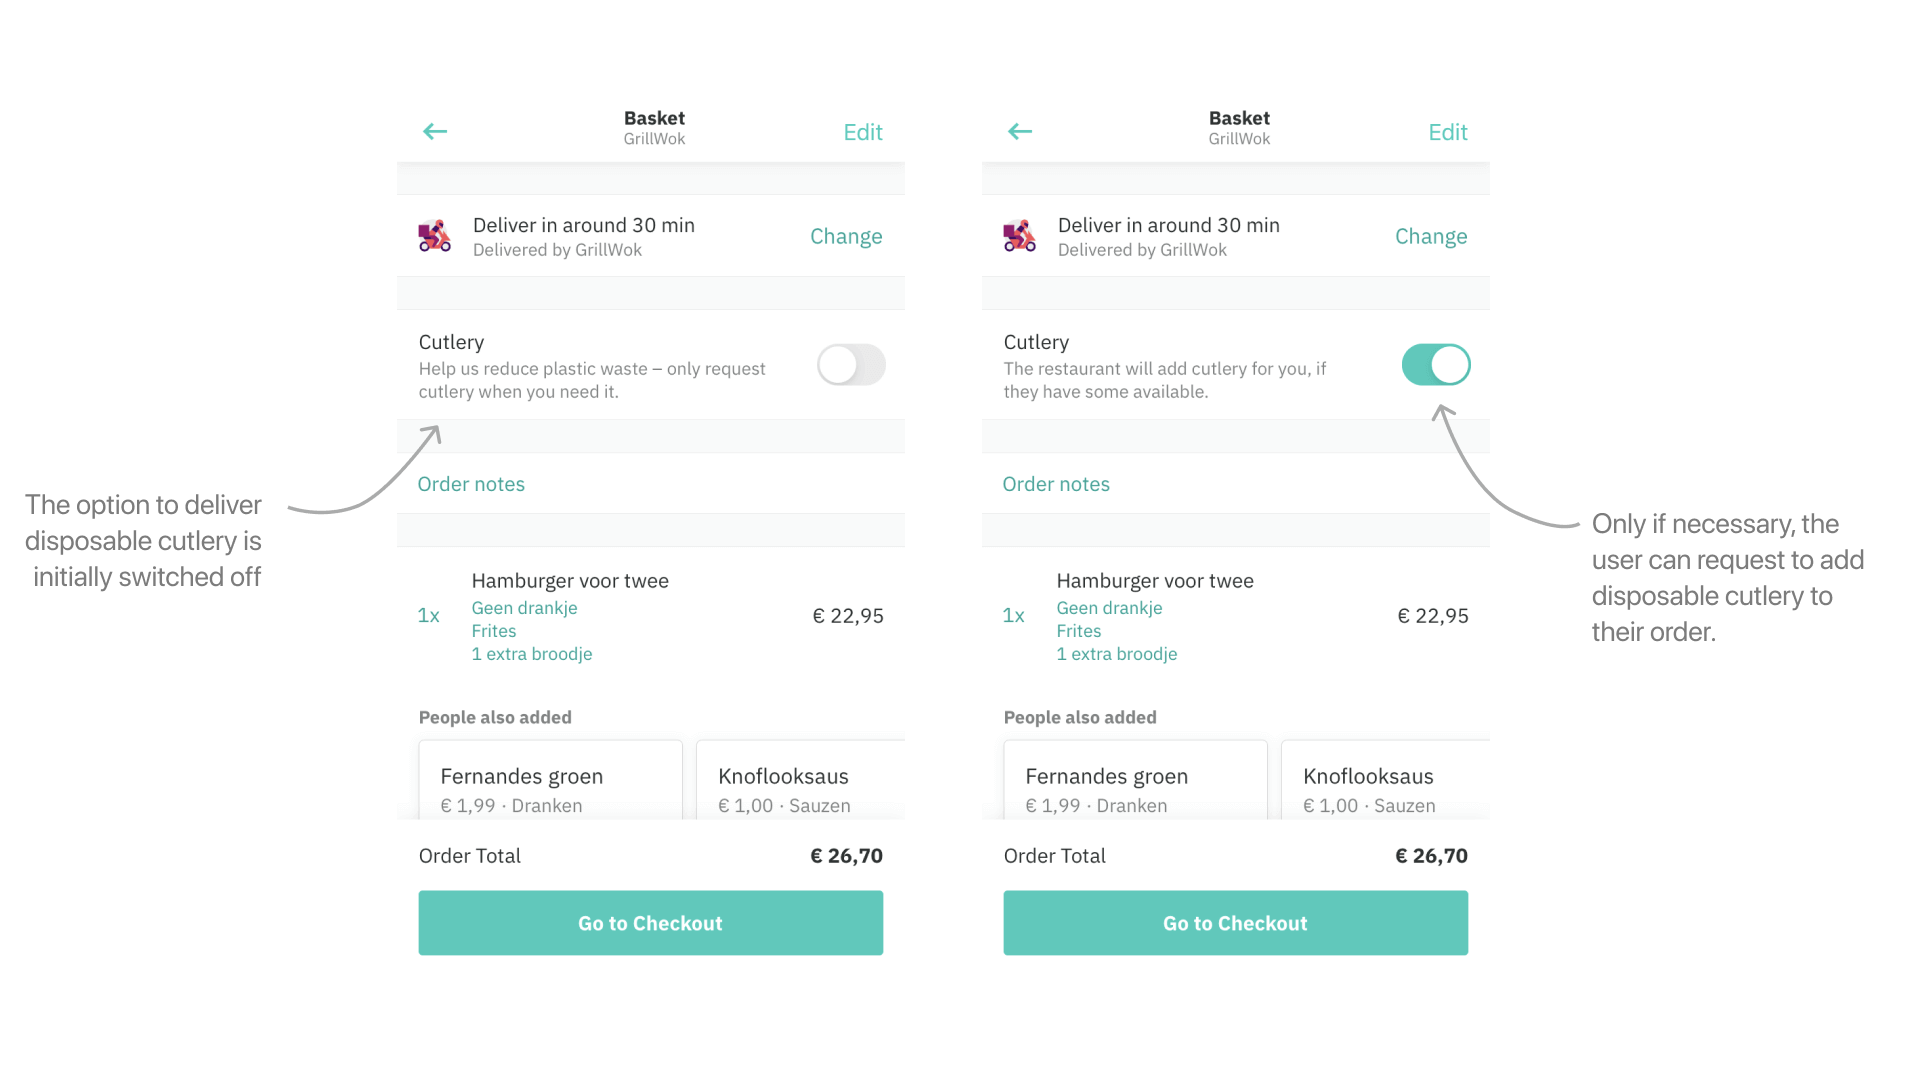 Basket
GrillWok
Edit
Deliver in around 30 min
Delivered by GrillWok
Change
Cutlery
Help us reduce plastic waste – only request
cutlery when you need it.
Order notes
1x
Hamburger voor twee
Geen drankje
Frites
1 extra broodje
€ 22,95
People also added
Fernandes groen
€ 1,99 · Dranken
Knoflooksaus
€ 1,00 · Sauzen
Order Total
€ 26,70
Go to Checkout
The option to deliver
disposable cutlery is
initially switched off
Basket
GrillWok
Edit
Deliver in around 30 min
Delivered by GrillWok
Change
Cutlery
The restaurant will add cutlery for you, if
they have some available.
Order notes
1x
Hamburger voor twee
Geen drankje
Frites
1 extra broodje
€ 22,95
People also added
Fernandes groen
€ 1,99 · Dranken
Knoflooksaus
€ 1,00 · Sauzen
Order Total
€ 26,70
Go to Checkout
Only if necessary, the
user can request to add
disposable cutlery to
their order.